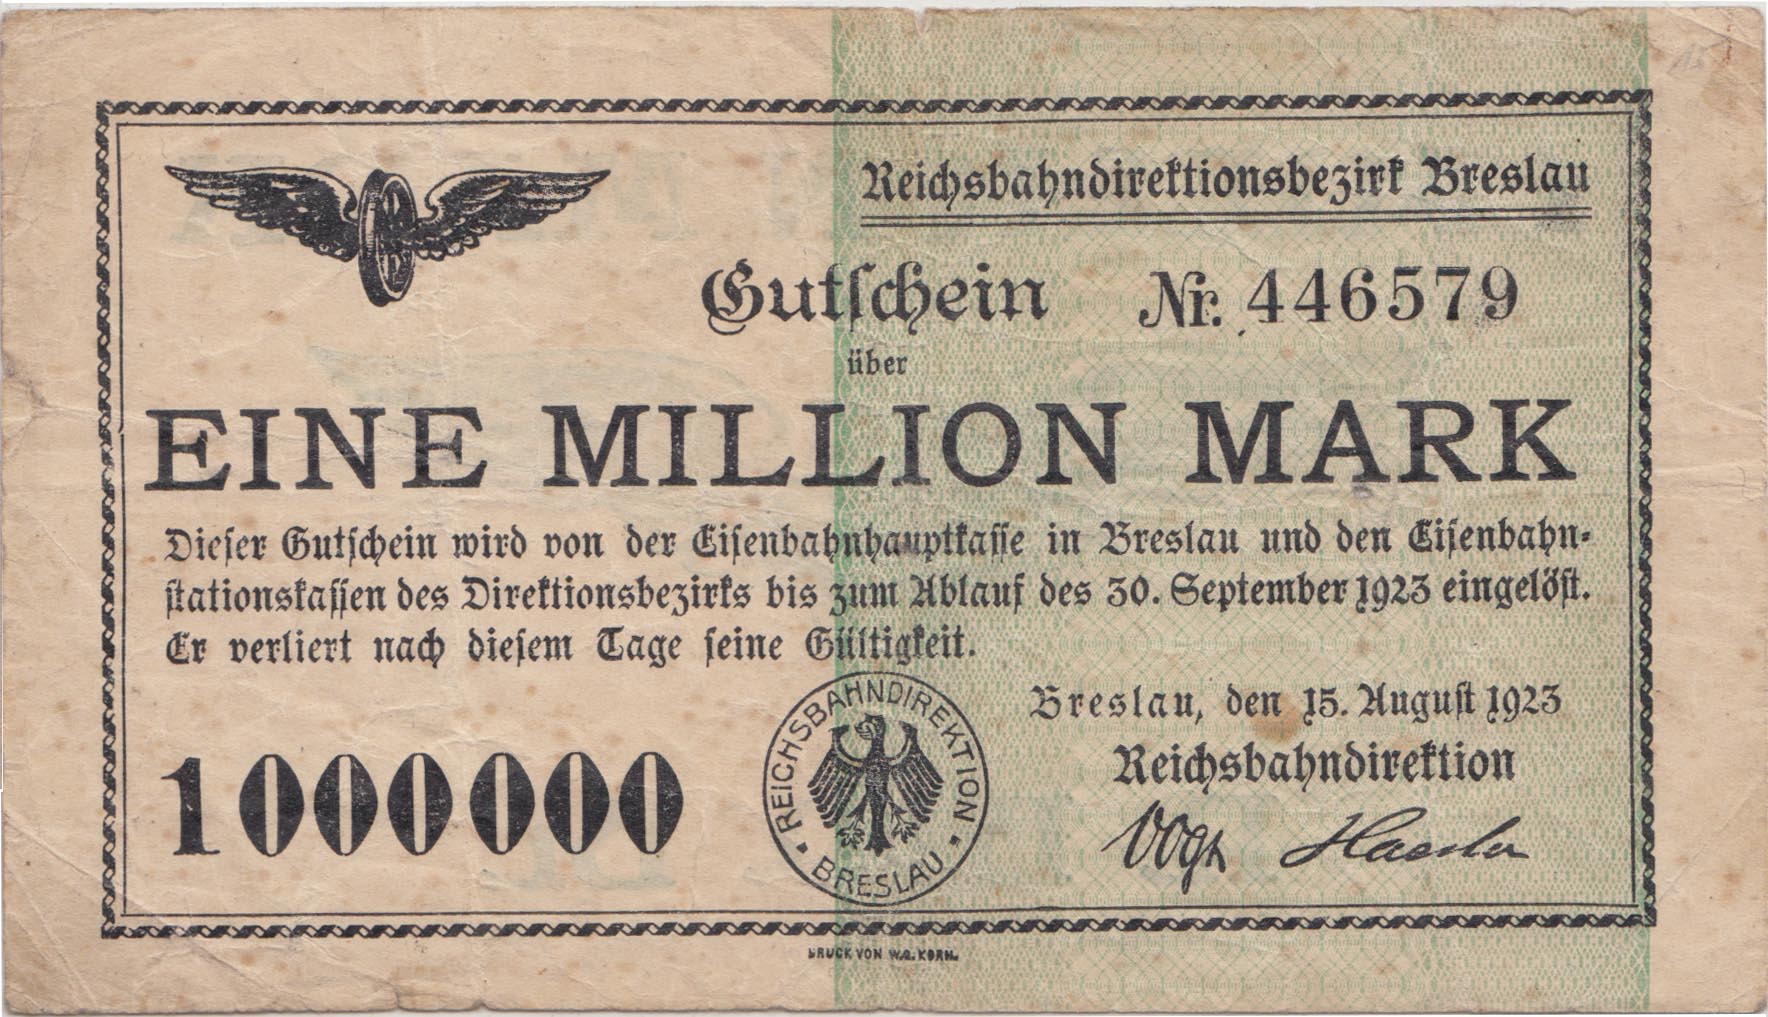 Reichsbahndirektionsbezirk Breslau
Gutschein Nr. 446579
über
EINE MILLION MARK
Dieser Gutschein wird von der Eisenbahnhauptkasse in Breslau und den Eisenbahn-
stationskassen des Direktionsbezirks bis zum Ablauf des 30. September 1923 eingelöst.
Er verliert nach diesem Tage seine Gültigkeit.
Breslau, den 15. August 1923
Reichsbahndirektion
1000000
REICHSBAHNDIREKTION
BRESLAU
Vogt
DRUCK VON W.G. KORN.